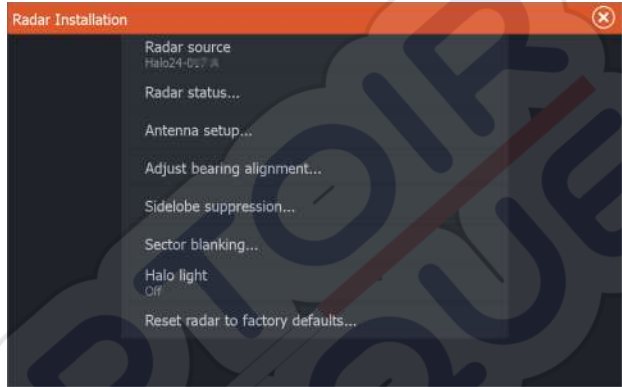 Radar Installation
Radar source
Radar status...
Antenna setup...
Adjust bearing alignment...
Sidelobe suppression...
Sector blanking...
Halo light
Off
Reset radar to factory defaults...